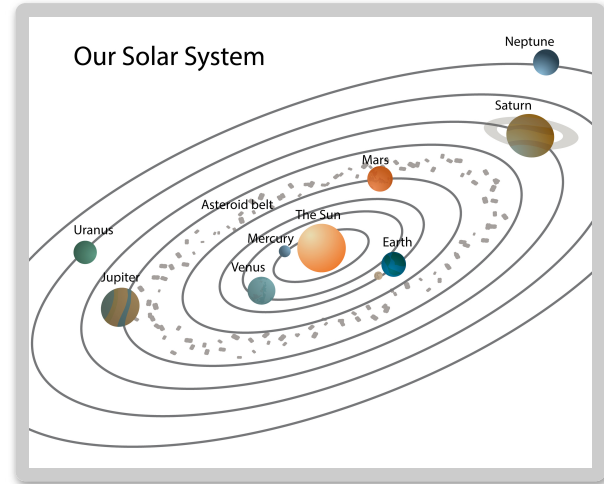 Our Solar System
Neptune
Saturn
Mars
Asteroid belt
The Sun
Uranus
Mercury
Earth
Venus
Jupiter